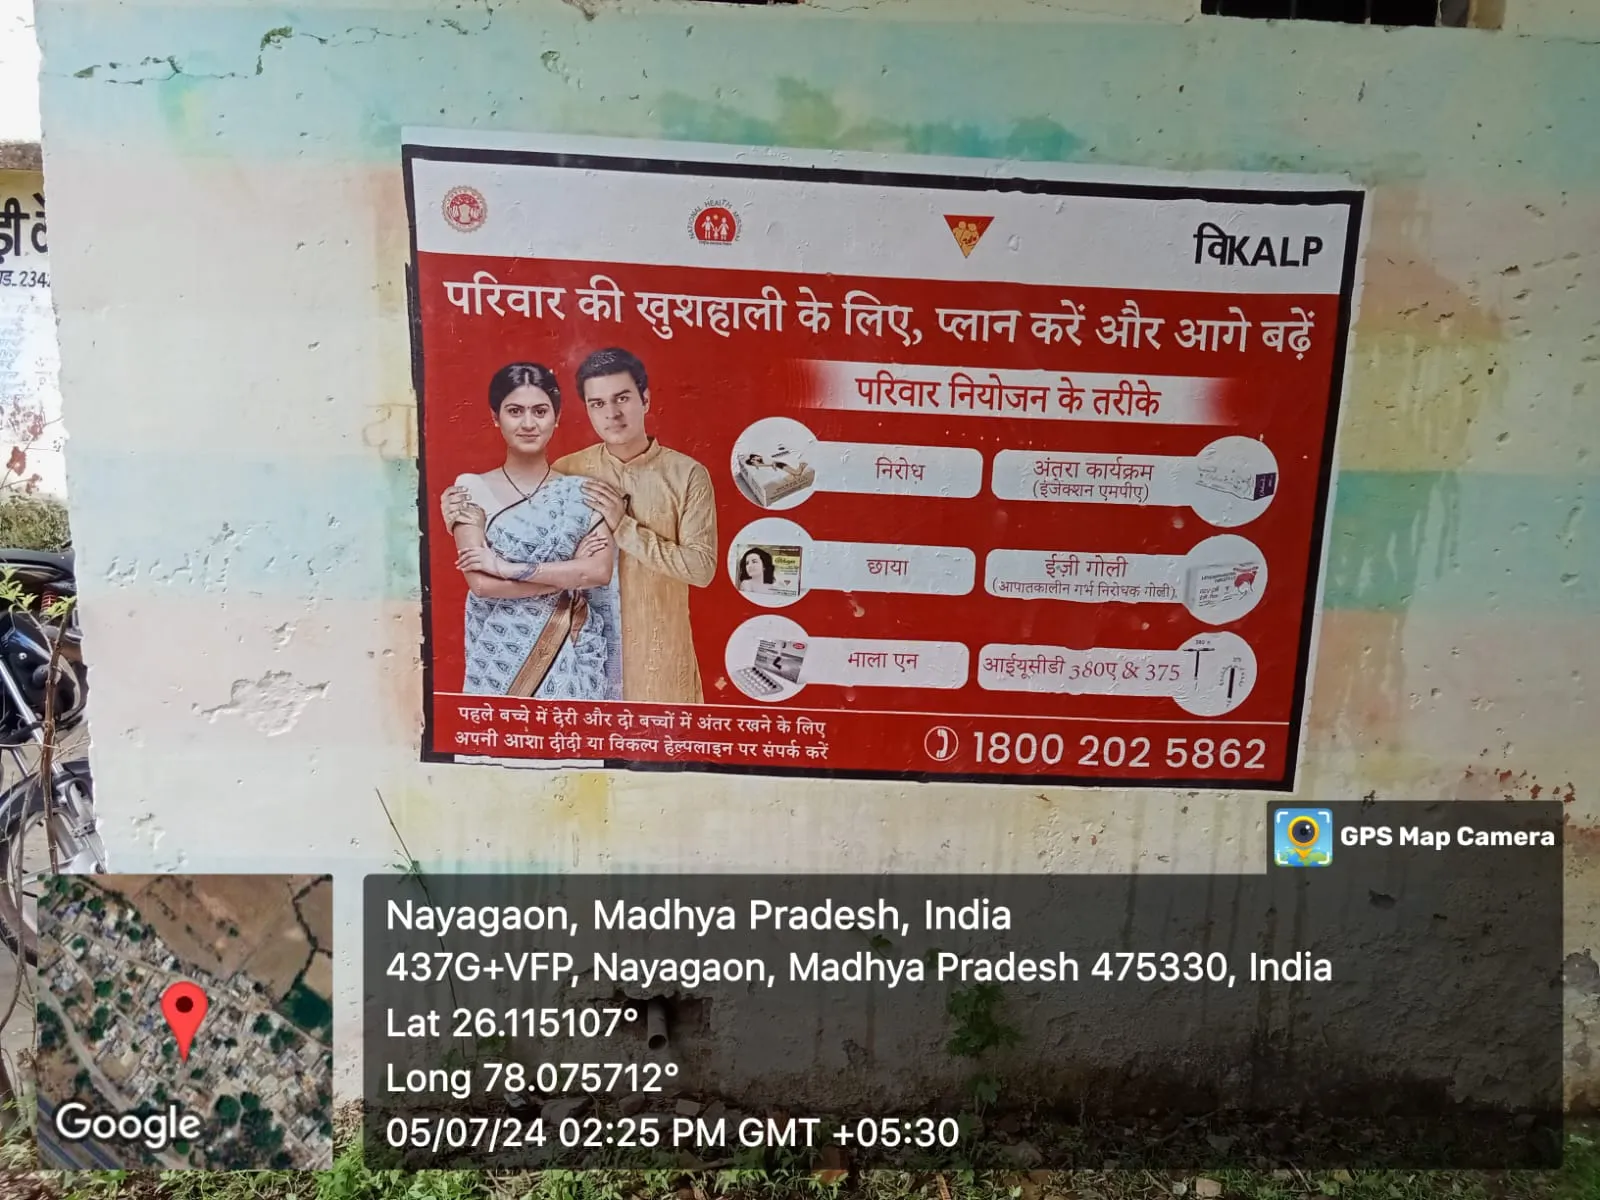 NATIONAL HEALTH MISSION
विKALP
परिवार की खुशहाली के लिए, प्लान करें और आगे बढ़ें
परिवार नियोजन के तरीके
निरोध
अंतरा कार्यक्रम
(इंजेक्शन एमपीए)
छाया
ईज़ी गोली
(आपातकालीन गर्भ निरोधक गोली)
माला एन
आईयूसीडी 380ए & 375
पहले बच्चे में देरी और दो बच्चों में अंतर रखने के लिए
अपनी आशा दीदी या विकल्प हेल्पलाइन पर संपर्क करें
1800 202 5862
GPS Map Camera
Nayagaon, Madhya Pradesh, India
437G+VFP, Nayagaon, Madhya Pradesh 475330, India
Lat 26.115107°
Long 78.075712°
05/07/24 02:25 PM GMT +05:30
Google